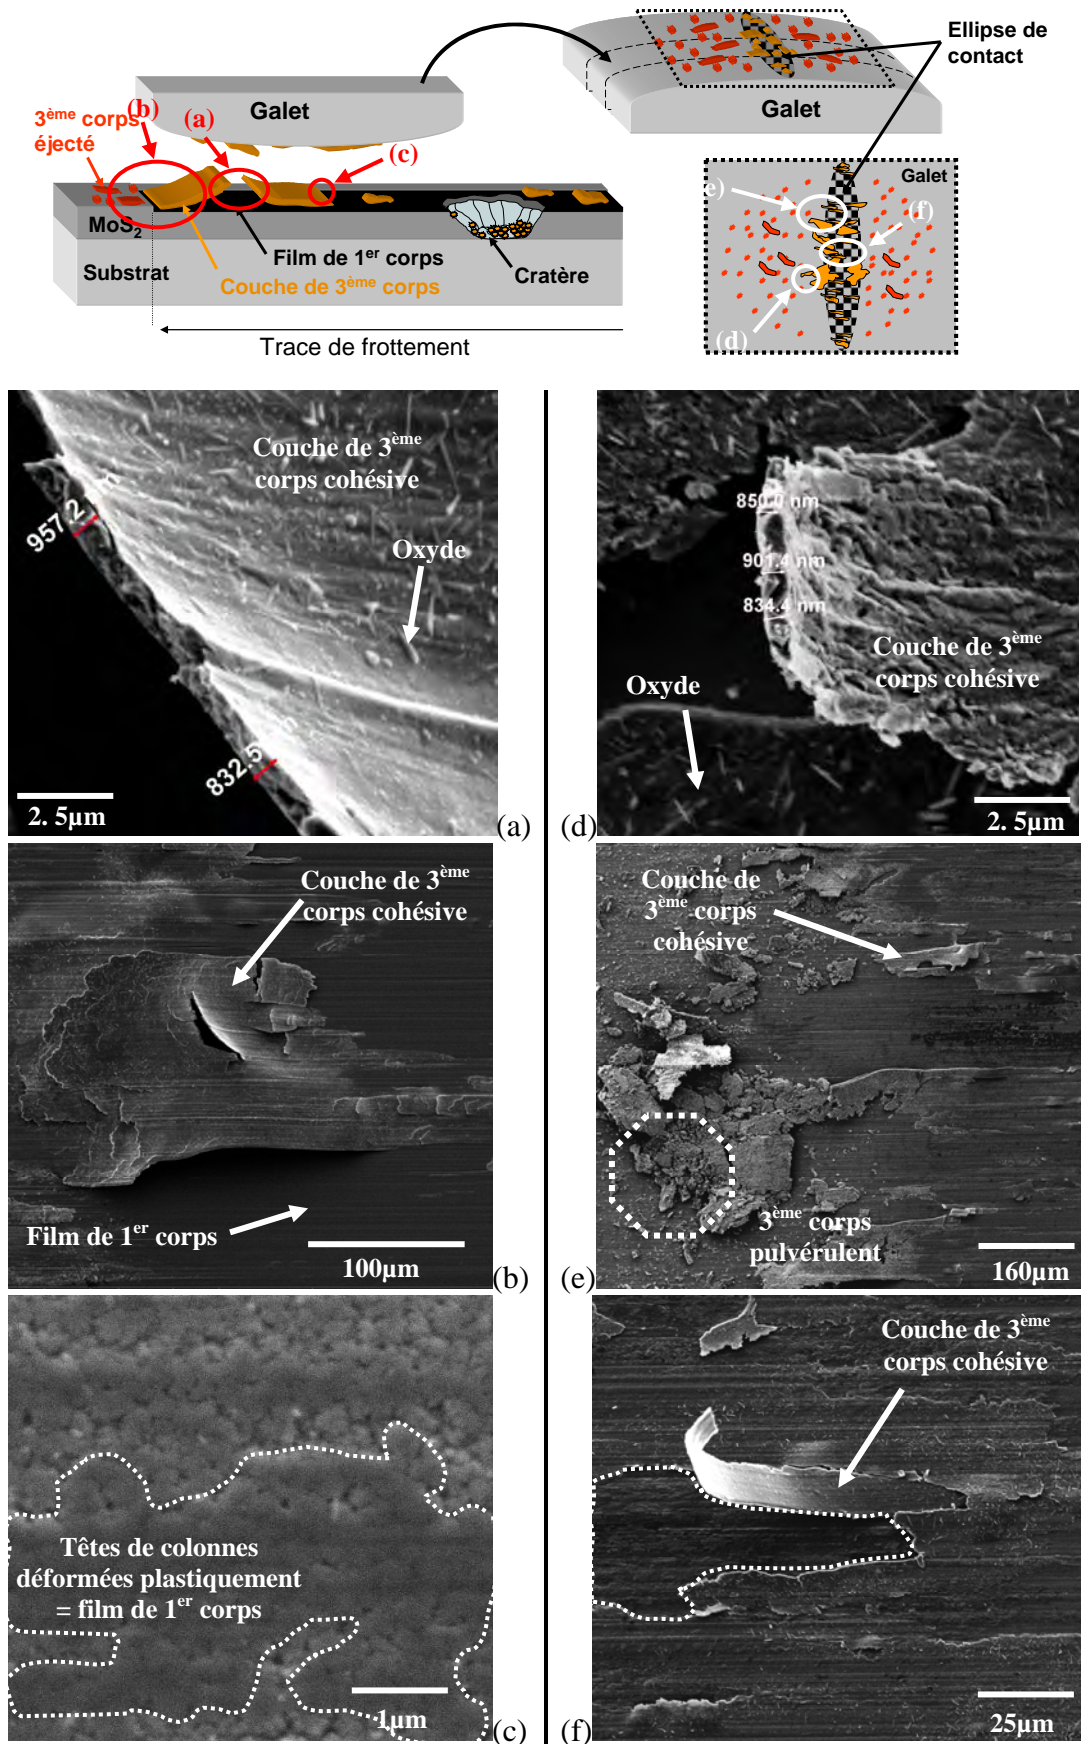 Ellipse de
contact
Galet
Galet
3ème corps
éjecté
(b)
(a)
(c)
MoS2
Substrat
Film de 1er corps
Couche de 3ème corps
Cratère
Trace de frottement
Galet
e)
(f)
(d)
Couche de 3ème
corps cohésive
957.2
Oxyde
832.5
2. 5µm
(a)
850.0 nm
901.4 nm
834.4 nm
Couche de 3ème
corps cohésive
Oxyde
2. 5µm
(d)
Couche de 3ème
corps cohésive
Film de 1er corps
100µm
(b)
Couche de
3ème corps
cohésive
3ème corps
pulvérulent
160µm
(e)
Têtes de colonnes
déformées plastiquement
= film de 1er corps
1µm
(c)
Couche de 3ème
corps cohésive
25µm
(f)